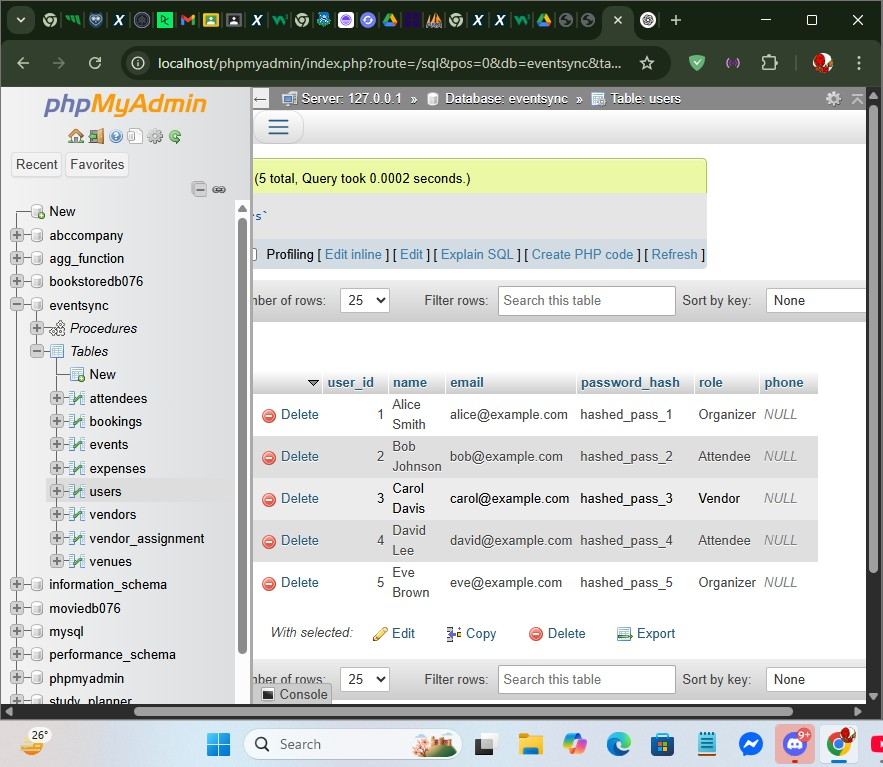 localhost/phpmyadmin/index.php?route=/sql&pos=0&db=eventsync&ta...
phpMyAdmin
Server: 127.0.0.1 » Database: eventsync » Table: users
Recent Favorites
(5 total, Query took 0.0002 seconds.)
s`
Profiling [ Edit inline ] [ Edit ] [ Explain SQL ] [ Create PHP code ] [ Refresh ]
New
abccompany
agg_function
bookstoredb076
eventsync
Procedures
Tables
New
attendees
bookings
events
expenses
users
vendors
vendor_assignment
venues
information_schema
moviedb076
mysql
performance_schema
phpmyadmin
study_planner
mber of rows: 25 Filter rows: Search this table Sort by key: None
user_id name email password_hash role phone
Delete 1 Alice Smith alice@example.com hashed_pass_1 Organizer NULL
Delete 2 Bob Johnson bob@example.com hashed_pass_2 Attendee NULL
Delete 3 Carol Davis carol@example.com hashed_pass_3 Vendor NULL
Delete 4 David Lee david@example.com hashed_pass_4 Attendee NULL
Delete 5 Eve Brown eve@example.com hashed_pass_5 Organizer NULL
With selected: Edit Copy Delete Export
mber of rows: 25 Filter rows: Search this table Sort by key: None
Console
26°
Search
9+